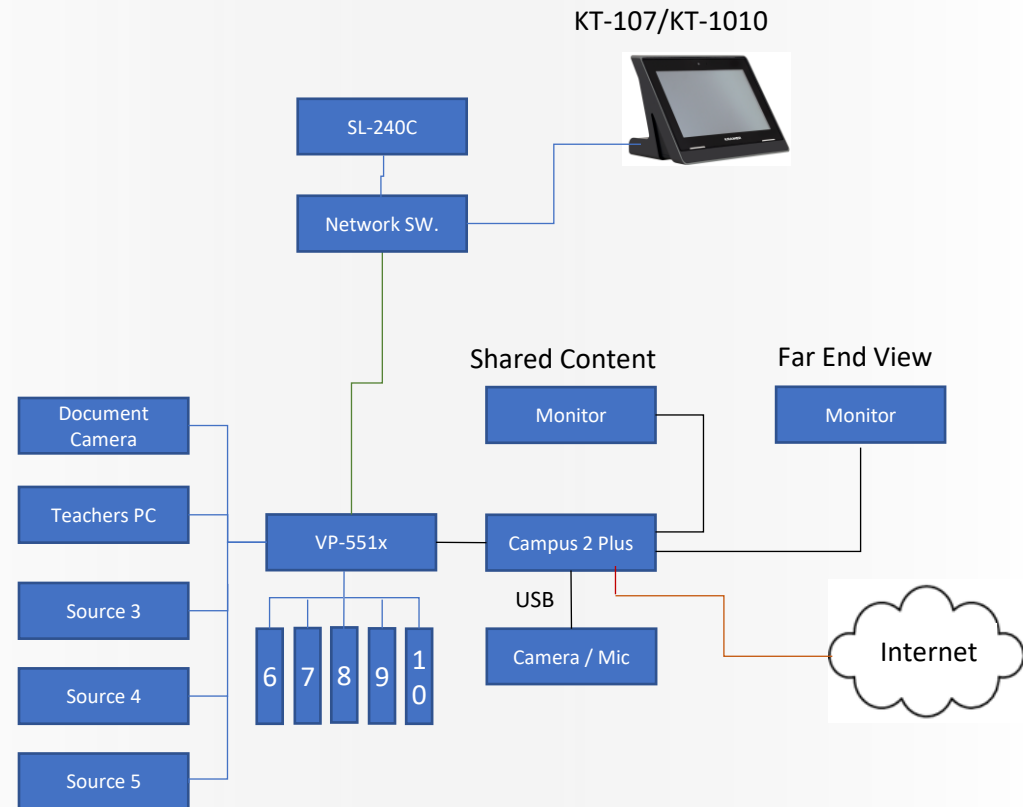 KT-107/KT-1010
SL-240C
Network SW.
Shared Content
Far End View
Monitor
Monitor
Document
Camera
Teachers PC
VP-551x
Campus 2 Plus
Source 3
USB
6
7
8
9
1
0
Camera / Mic
Internet
Source 4
Source 5